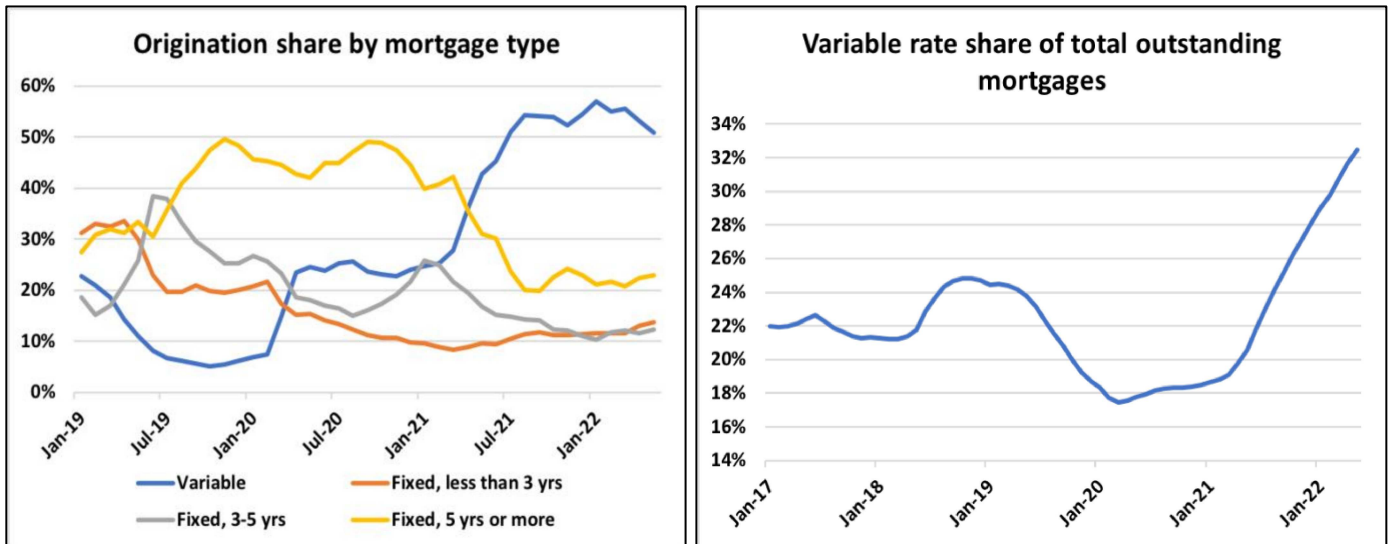 Origination share by mortgage type
60%
50%
40%
30%
20%
10%
0%
Jan-19
Jul-19
Jan-20
Jul-20
Jan-21
Jul-21
Jan-22
Variable
Fixed, less than 3 yrs
Fixed, 3-5 yrs
Fixed, 5 yrs or more
Variable rate share of total outstanding
mortgages
34%
32%
30%
28%
26%
24%
22%
20%
18%
16%
14%
Jan-17
Jan-18
Jan-19
Jan-20
Jan-21
Jan-22